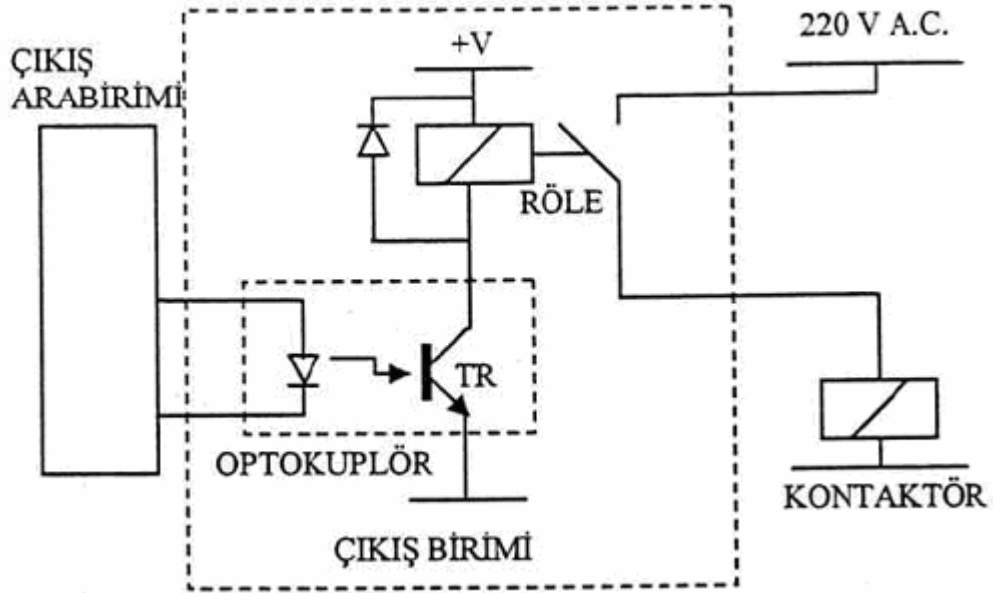 ÇIKIŞ
ARABİRİMİ
+V
220 V A.C.
RÖLE
TR
OPTOKUPLÖR
KONTAKTÖR
ÇIKIŞ BİRİMİ